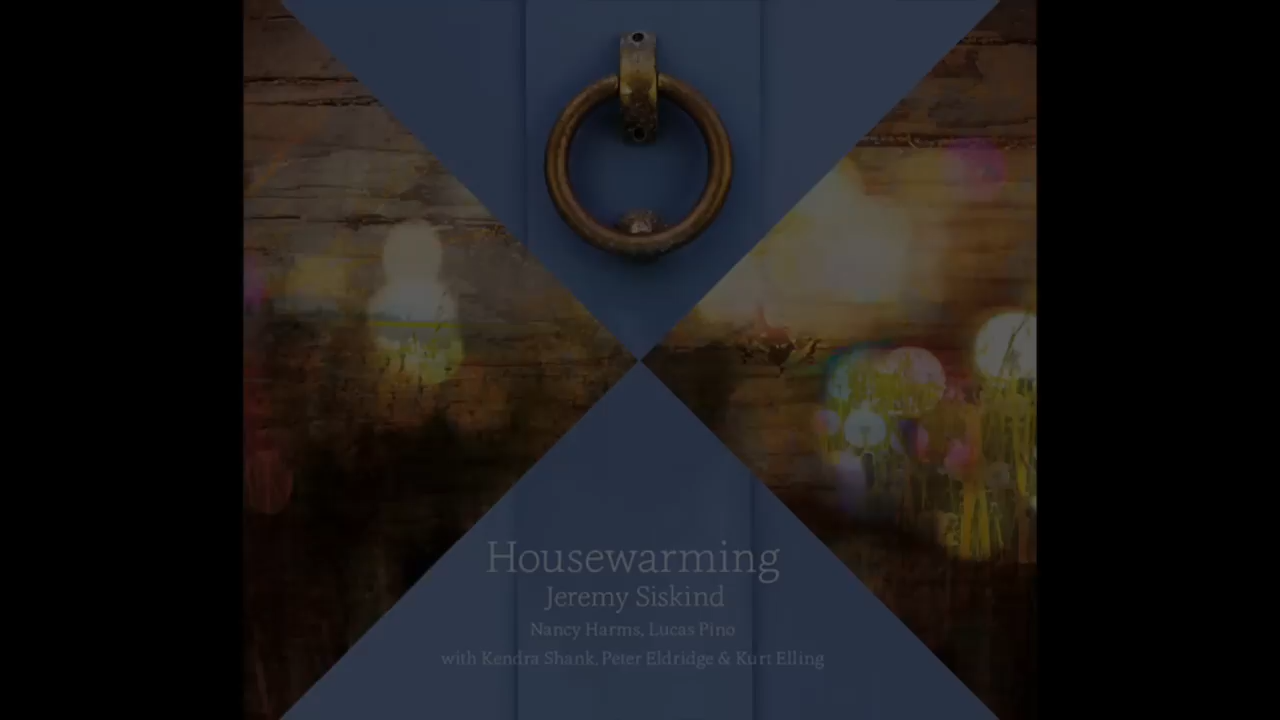 Housewarming
Jeremy Siskind
Nancy Harms, Lucas Pino
with Kendra Shank, Peter Eldridge & Kurt Elling